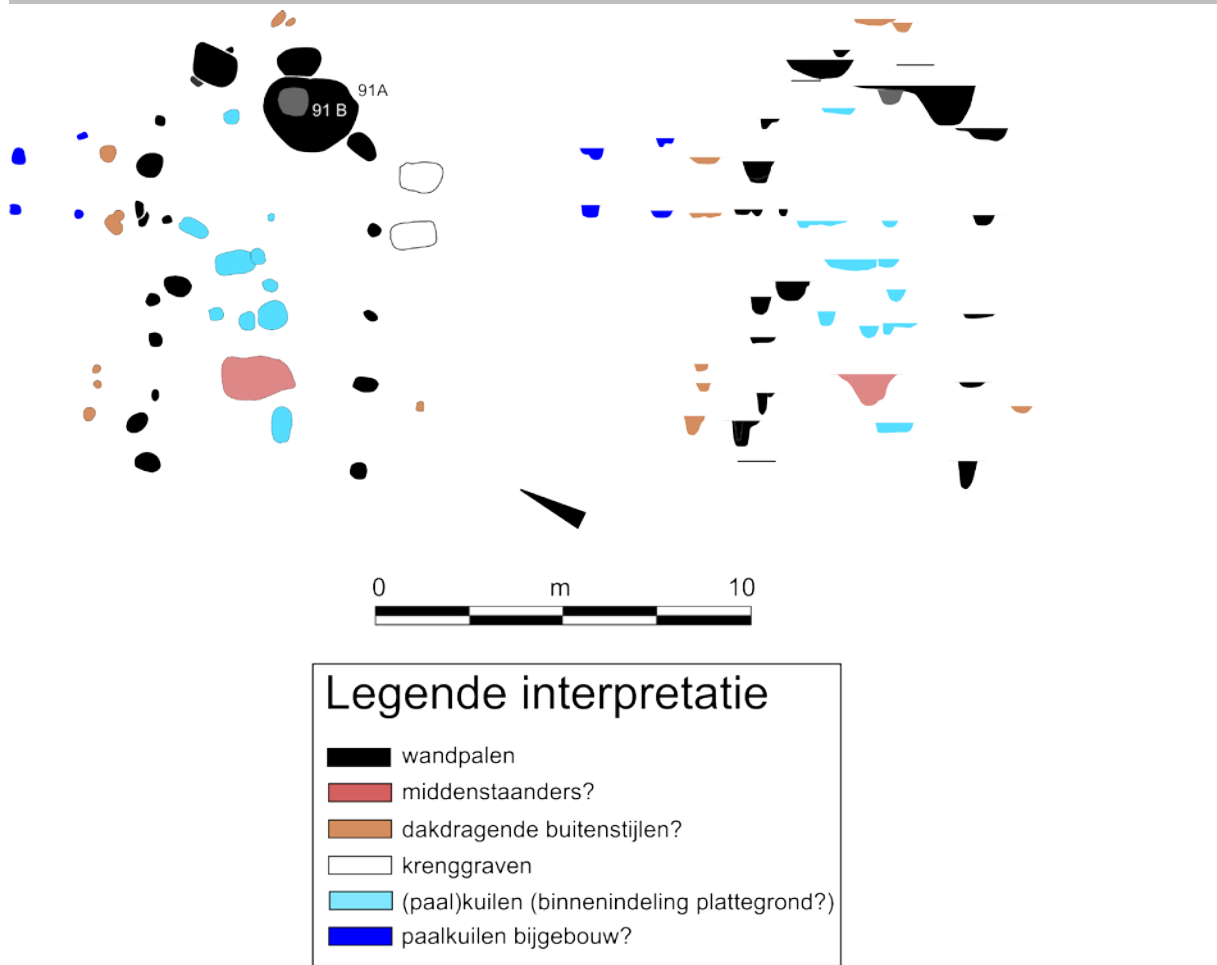 91A
91 B
0 m 10
Legende interpretatie
wandpalen
middenstaanders?
dakdragende buitenstijlen?
krenggraven
(paal)kuilen (binnenindeling plattegrond?)
paalkuilen bijgebouw?